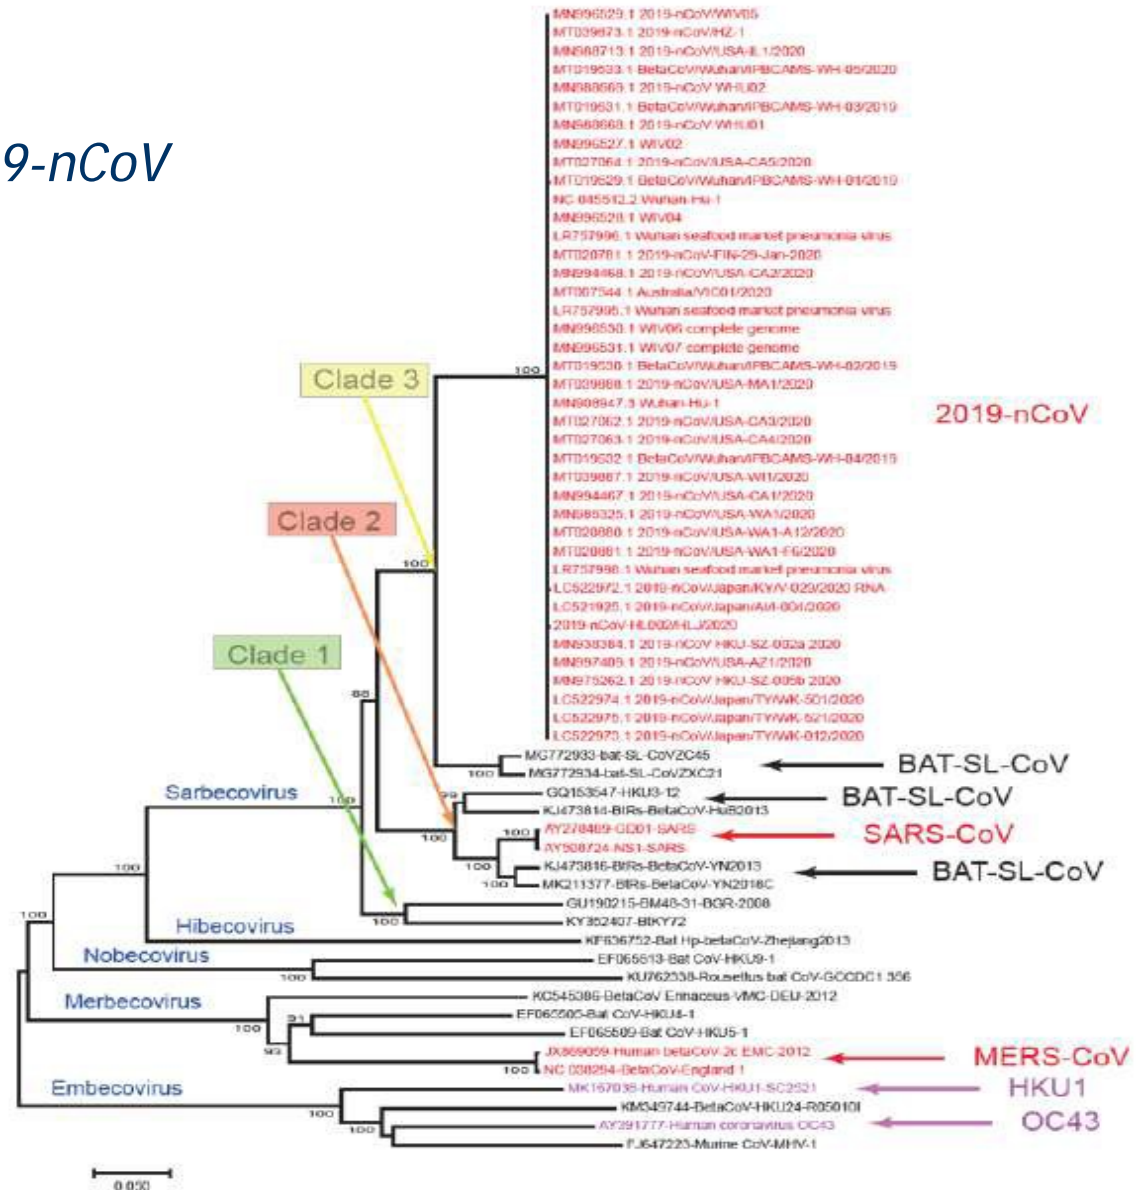 9-nCoV
MN996529.1 2019-nCoV/WIV05
MT039873.1 2019-nCoV/HZ-1
MN988713.1 2019-nCoV/USA-IL1/2020
MT019533.1 BetaCoV/Wuhan/IPBCAMS-WH-05/2020
MN988669.1 2019-nCoV WHU02
MT019531.1 BetaCoV/Wuhan/IPBCAMS-WH-03/2019
MN988668.1 2019-nCoV WHU01
MN996527.1 WIV02
MT027064.1 2019-nCoV/USA-CA5/2020
MT019529.1 BetaCoV/Wuhan/IPBCAMS-WH-01/2019
NC 045512.2 Wuhan-Hu-1
MN996528.1 WIV04
LR757996.1 Wuhan seafood market pneumonia virus
MT020781.1 2019-nCoV-FIN-29-Jan-2020
MN994468.1 2019-nCoV/USA-CA2/2020
MT007544.1 Australia/VIC01/2020
LR757995.1 Wuhan seafood market pneumonia virus
MN996530.1 WIV06 complete genome
MN996531.1 WIV07 complete genome
MT019530.1 BetaCoV/Wuhan/IPBCAMS-WH-02/2019
100
Clade 3
MT039888.1 2019-nCoV/USA-MA1/2020
MN908947.3 Wuhan-Hu-1
2019-nCoV
MT027062.1 2019-nCoV/USA-CA3/2020
MT027063.1 2019-nCoV/USA-CA4/2020
MT019532.1 BetaCoV/Wuhan/IPBCAMS-WH-04/2019
MT039887.1 2019-nCoV/USA-WI1/2020
MN994467.1 2019-nCoV/USA-CA1/2020
MN985325.1 2019-nCoV/USA-WA1/2020
Clade 2
MT020880.1 2019-nCoV/USA-WA1-A12/2020
MT020881.1 2019-nCoV/USA-WA1-F6/2020
100
LR757998.1 Wuhan seafood market pneumonia virus
LC522972.1 2019-nCoV/Japan/KY/V-029/2020 RNA
LC521925.1 2019-nCoV/Japan/AI/I-004/2020
2019-nCoV-HL002/HLJ/2020
MN938384.1 2019-nCoV HKU-SZ-002a 2020
Clade 1
MN997409.1 2019-nCoV/USA-AZ1/2020
MN975262.1 2019-nCoV HKU-SZ-005b 2020
88
LC522974.1 2019-nCoV/Japan/TY/WK-501/2020
LC522975.1 2019-nCoV/Japan/TY/WK-521/2020
LC522973.1 2019-nCoV/Japan/TY/WK-012/2020
MG772933-bat-SL-CoVZC45
100
MG772934-bat-SL-CoVZXC21
BAT-SL-CoV
Sarbecovirus
100
99
GQ153547-HKU3-12
BAT-SL-CoV
KJ473814-BtRs-BetaCoV-HuB2013
100
100
AY278489-GD01-SARS
SARS-CoV
AY508724-NS1-SARS
100
100
KJ473816-BtRs-BetaCoV-YN2013
BAT-SL-CoV
100
MK211377-BtRs-BetaCoV-YN2018C
GU190215-BM48-31-BGR-2008
100
KY352407-BtKY72
Hibecovirus
KF636752-Bat Hp-betaCoV-Zhejiang2013
100
Nobecovirus
EF065513-Bat CoV-HKU9-1
100
KU762338-Rousettus bat CoV-GCCDC1 356
Merbecovirus
KC545386-BetaCoV Erinaceus-VMC-DEU-2012
100
91
EF065505-Bat CoV-HKU4-1
EF065509-Bat CoV-HKU5-1
93
JX869059-Human betaCoV-2c EMC-2012
MERS-CoV
100
NC 038294-BetaCoV-England 1
Embecovirus
MK167038-Human CoV-HKU1-SC2521
HKU1
100
KM349744-BetaCoV-HKU24-R05010I
100
AY391777-Human coronavirus OC43
OC43
FJ647223-Murine CoV-MHV-1
0.050